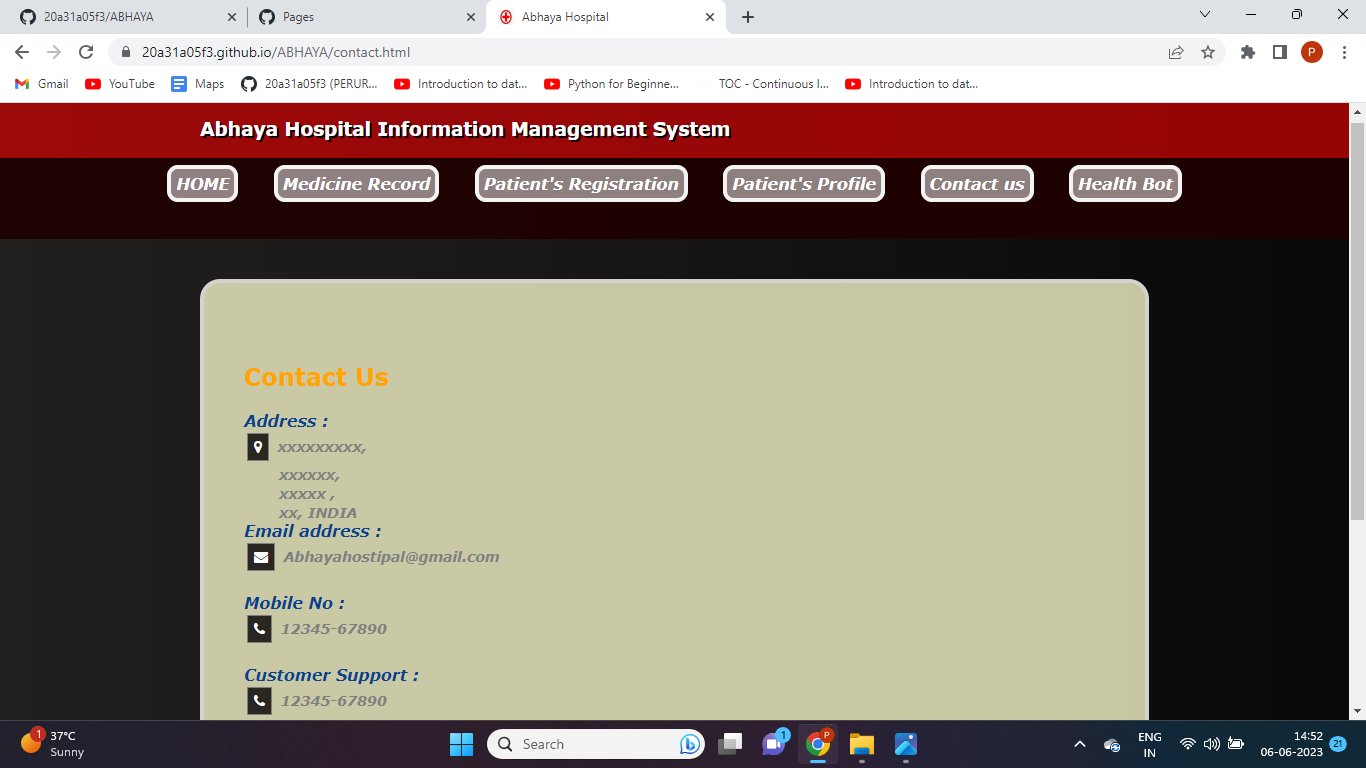 20a31a05f3/ABHAYA
Pages
Abhaya Hospital
20a31a05f3.github.io/ABHAYA/contact.html
P
Gmail
YouTube
Maps
20a31a05f3 (PERUR...
Introduction to dat...
Python for Beginne...
TOC - Continuous I...
Introduction to dat...
Abhaya Hospital Information Management System
HOME
Medicine Record
Patient's Registration
Patient's Profile
Contact us
Health Bot
Contact Us
Address :
xxxxxxxxx,
xxxxxx,
xxxxx ,
xx, INDIA
Email address :
Abhayahostipal@gmail.com
Mobile No :
12345-67890
Customer Support :
12345-67890
1
37°C
Sunny
Search
1
P
ENG
IN
14:52
06-06-2023
21